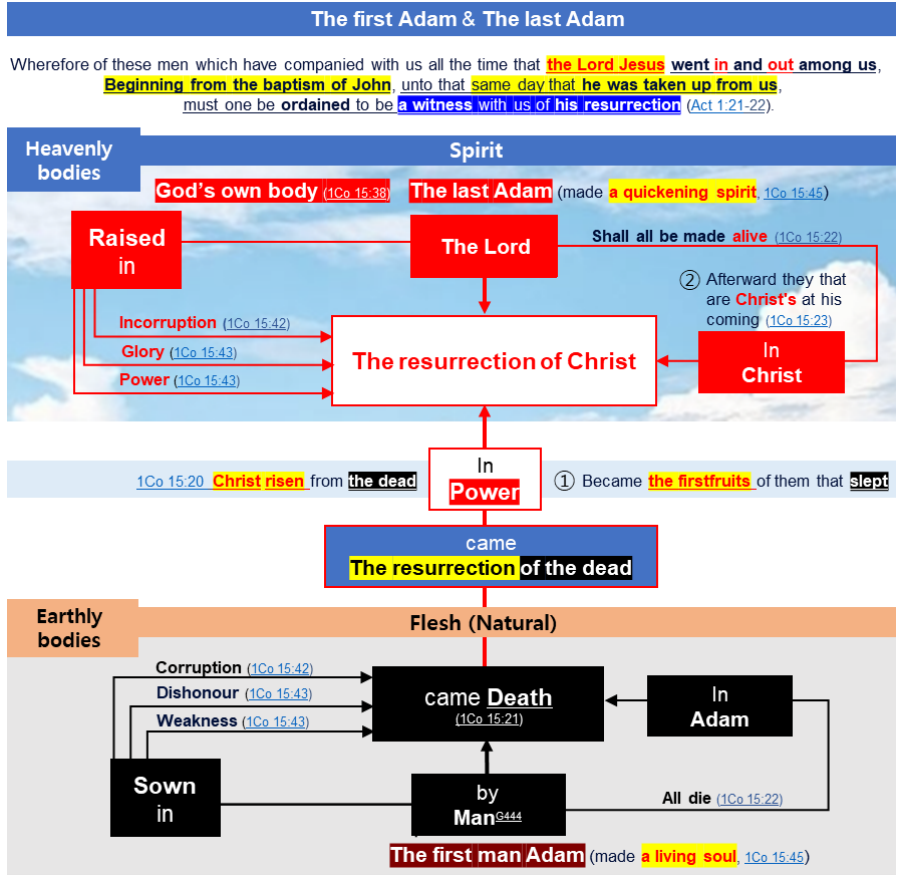 The first Adam & The last Adam
Wherefore of these men which have companied with us all the time that the Lord Jesus went in and out among us,
Beginning from the baptism of John, unto that same day that he was taken up from us,
must one be ordained to be a witness with us of his resurrection (Act 1:21-22).
Heavenly
bodies
Spirit
God's own body (1Co 15:38)
The last Adam (made a quickening spirit, 1Co 15:45)
Raised
in
The Lord
Shall all be made alive (1Co 15:22)
② Afterward they that
are Christ's at his
coming (1Co 15:23)
Incorruption (1Co 15:42)
Glory (1Co 15:43)
Power (1Co 15:43)
The resurrection of Christ
In
Christ
1Co 15:20 Christ risen from the dead
In
Power
① Became the firstfruits of them that slept
came
The resurrection of the dead
Earthly
bodies
Flesh (Natural)
Corruption (1Co 15:42)
Dishonour (1Co 15:43)
Weakness (1Co 15:43)
came Death
(1Co 15:21)
In
Adam
Sown
in
by
ManG444
All die (1Co 15:22)
The first man Adam (made a living soul, 1Co 15:45)